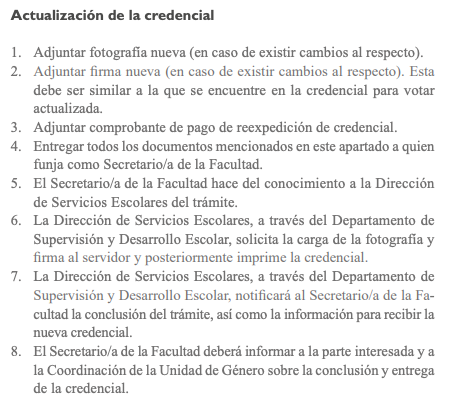 Actualización de la credencial
1. Adjuntar fotografía nueva (en caso de existir cambios al respecto).
2. Adjuntar firma nueva (en caso de existir cambios al respecto). Esta
debe ser similar a la que se encuentre en la credencial para votar
actualizada.
3. Adjuntar comprobante de pago de reexpedición de credencial.
4. Entregar todos los documentos mencionados en este apartado a quien
funja como Secretario/a de la Facultad.
5. El Secretario/a de la Facultad hace del conocimiento a la Dirección
de Servicios Escolares del trámite.
6. La Dirección de Servicios Escolares, a través del Departamento de
Supervisión y Desarrollo Escolar, solicita la carga de la fotografía y
firma al servidor y posteriormente imprime la credencial.
7. La Dirección de Servicios Escolares, a través del Departamento de
Supervisión y Desarrollo Escolar, notificará al Secretario/a de la Fa-
cultad la conclusión del trámite, así como la información para recibir la
nueva credencial.
8. El Secretario/a de la Facultad deberá informar a la parte interesada y a
la Coordinación de la Unidad de Género sobre la conclusión y entrega
de la credencial.